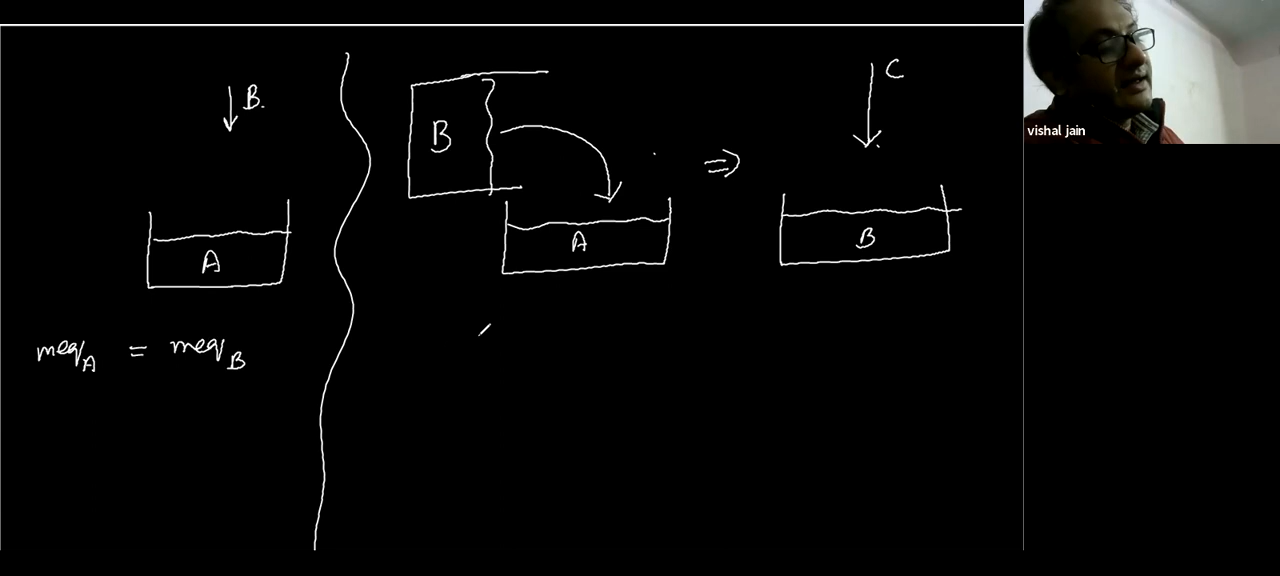 B.
A
meq_A = meq_B
B
A
⇒
C
B
vishal jain